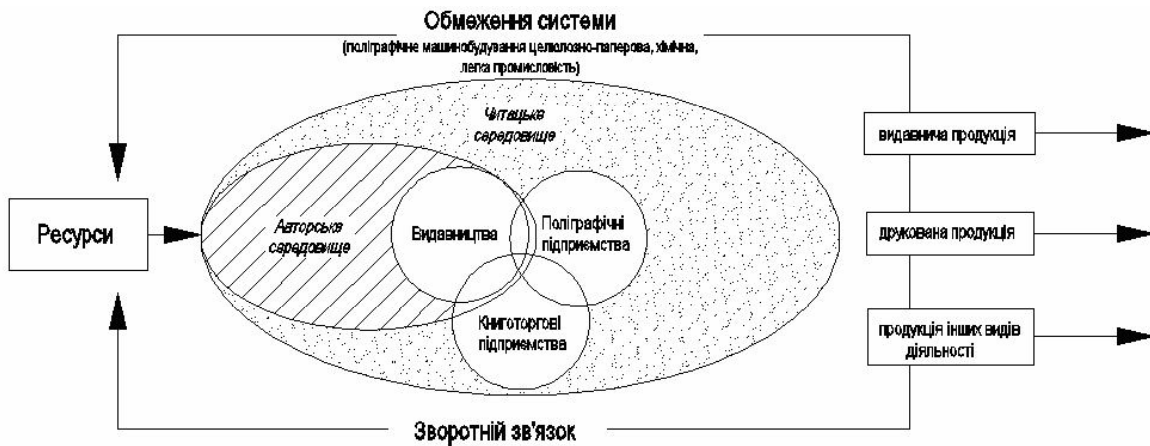 Обмеження системи
(поліграфічне машинобудування целюлозно-паперова, хімічна,
легка промисловість)
Читацьке
середовище
видавнича продукція
Ресурси
Авторське
середовище
Видавництва
Поліграфічні
підприємства
друкована продукція
Книготоргові
підприємства
продукція інших видів
діяльності
Зворотній зв'язок